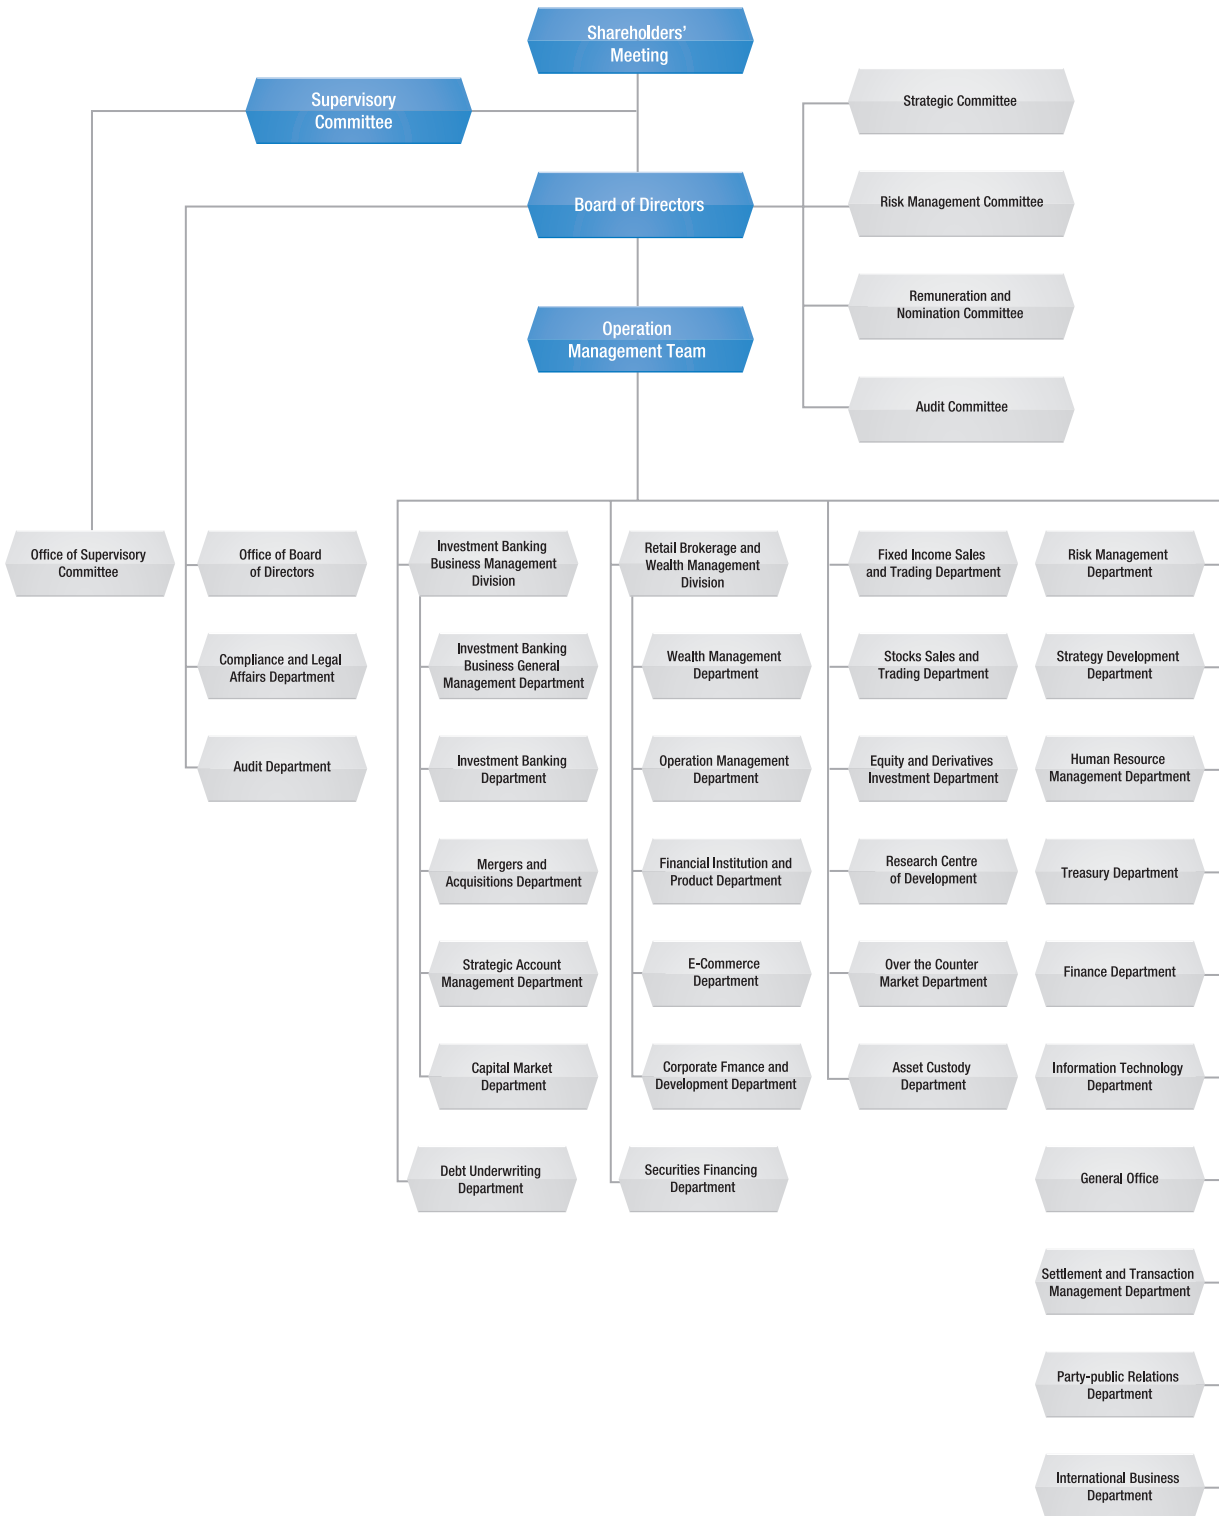 Shareholders'
Meeting
Supervisory
Committee
Strategic Committee
Board of Directors
Risk Management Committee
Remuneration and
Nomination Committee
Operation
Management Team
Audit Committee
Office of Supervisory
Committee
Office of Board
of Directors
Investment Banking
Business Management
Division
Retail Brokerage and
Wealth Management
Division
Fixed Income Sales
and Trading Department
Risk Management
Department
Compliance and Legal
Affairs Department
Investment Banking
Business General
Management Department
Wealth Management
Department
Stocks Sales and
Trading Department
Strategy Development
Department
Audit Department
Investment Banking
Department
Operation Management
Department
Equity and Derivatives
Investment Department
Human Resource
Management Department
Mergers and
Acquisitions Department
Financial Institution and
Product Department
Research Centre
of Development
Treasury Department
Strategic Account
Management Department
E-Commerce
Department
Over the Counter
Market Department
Finance Department
Capital Market
Department
Corporate Fmance and
Development Department
Asset Custody
Department
Information Technology
Department
Debt Underwriting
Department
Securities Financing
Department
General Office
Settlement and Transaction
Management Department
Party-public Relations
Department
International Business
Department